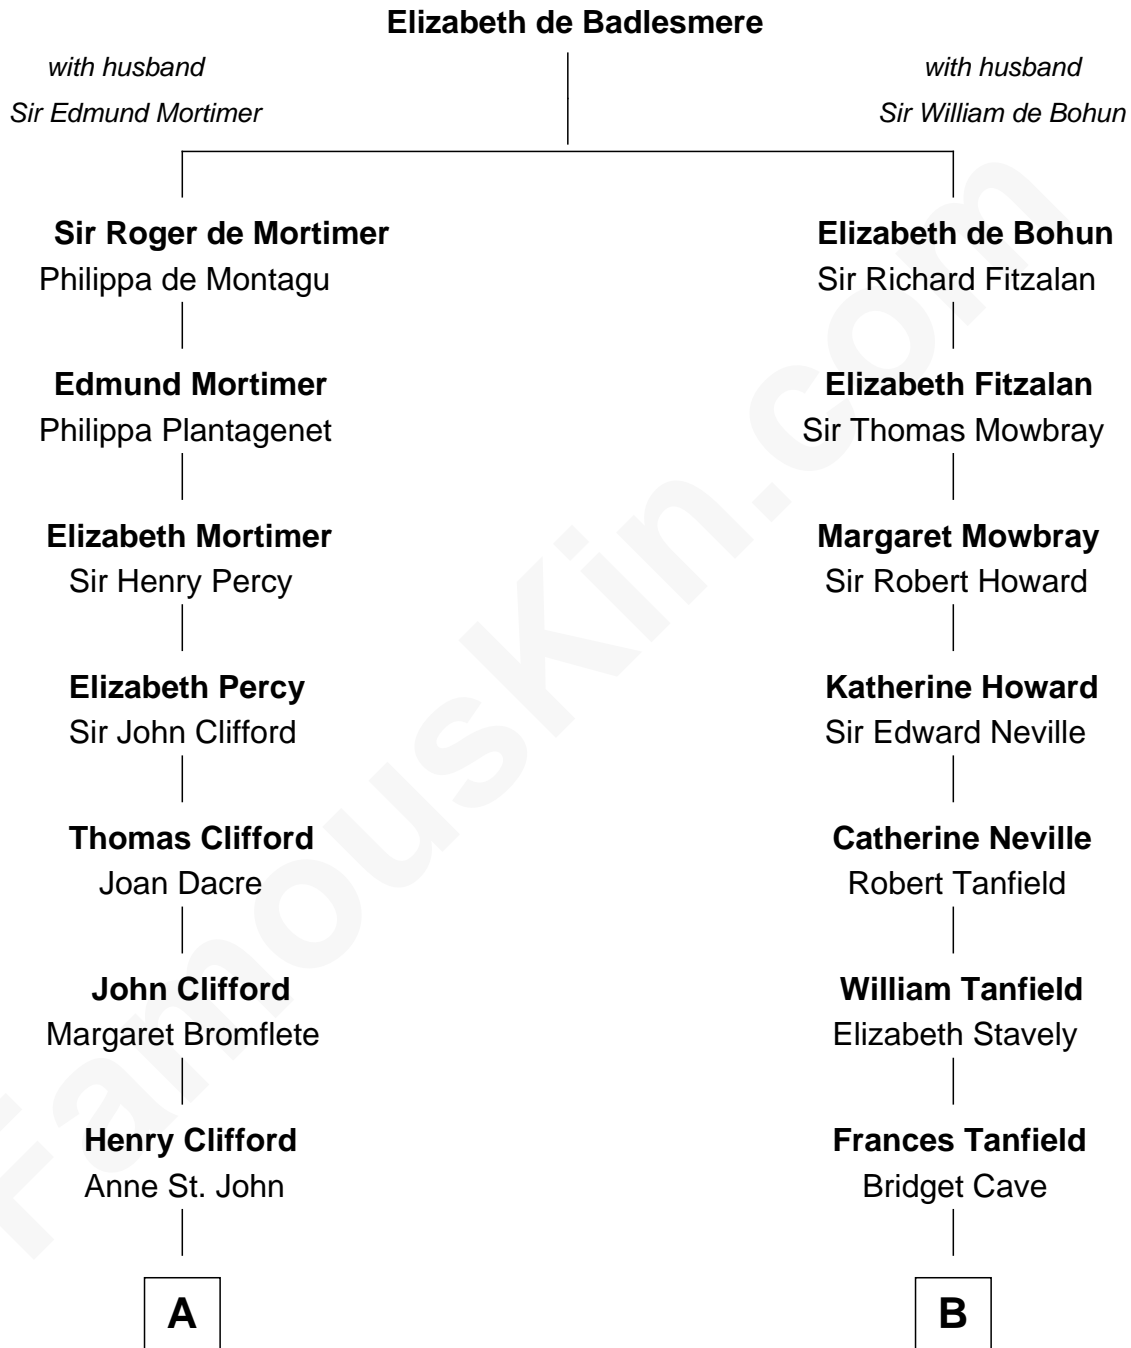 Elizabeth de Badlesmere
with husband
Sir Edmund Mortimer
with husband
Sir William de Bohun
Sir Roger de Mortimer
Philippa de Montagu
Elizabeth de Bohun
Sir Richard Fitzalan
Edmund Mortimer
Philippa Plantagenet
Elizabeth Fitzalan
Sir Thomas Mowbray
Elizabeth Mortimer
Sir Henry Percy
Margaret Mowbray
Sir Robert Howard
Elizabeth Percy
Sir John Clifford
Katherine Howard
Sir Edward Neville
Thomas Clifford
Joan Dacre
Catherine Neville
Robert Tanfield
John Clifford
Margaret Bromflete
William Tanfield
Elizabeth Stavely
Henry Clifford
Anne St. John
Frances Tanfield
Bridget Cave
A
B
FamousKin.com